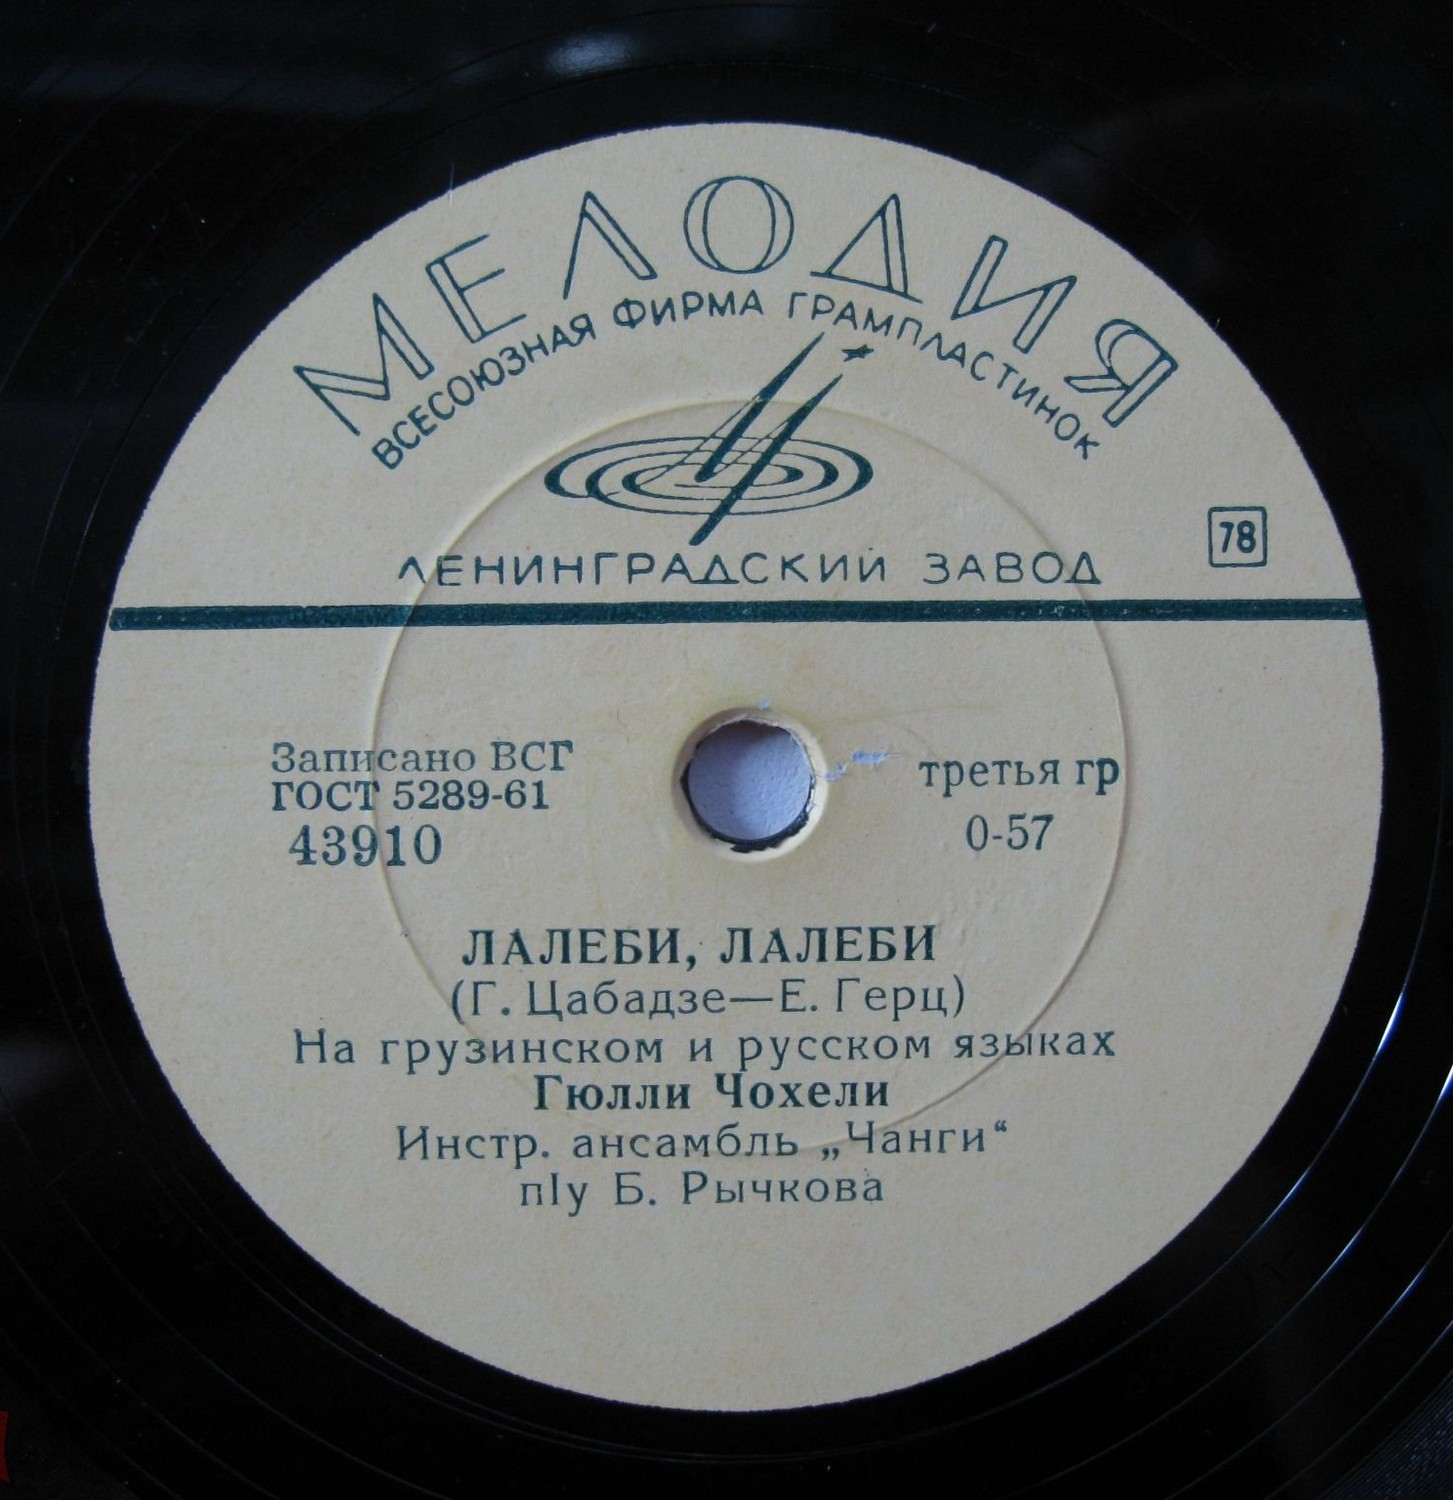 МЕЛОДИЯ
ВСЕСОЮЗНАЯ ФИРМА ГРАМПЛАСТИНОК
78
ЛЕНИНГРАДСКИЙ ЗАВОД
Записано ВСГ
ГОСТ 5289-61
43910
третья гр
0-57
ЛАЛЕБИ, ЛАЛЕБИ
(Г. Цабадзе—Е. Герц)
На грузинском и русском языках
Гюлли Чохели
Инстр. ансамбль „Чанги“
п|у Б. Рычкова